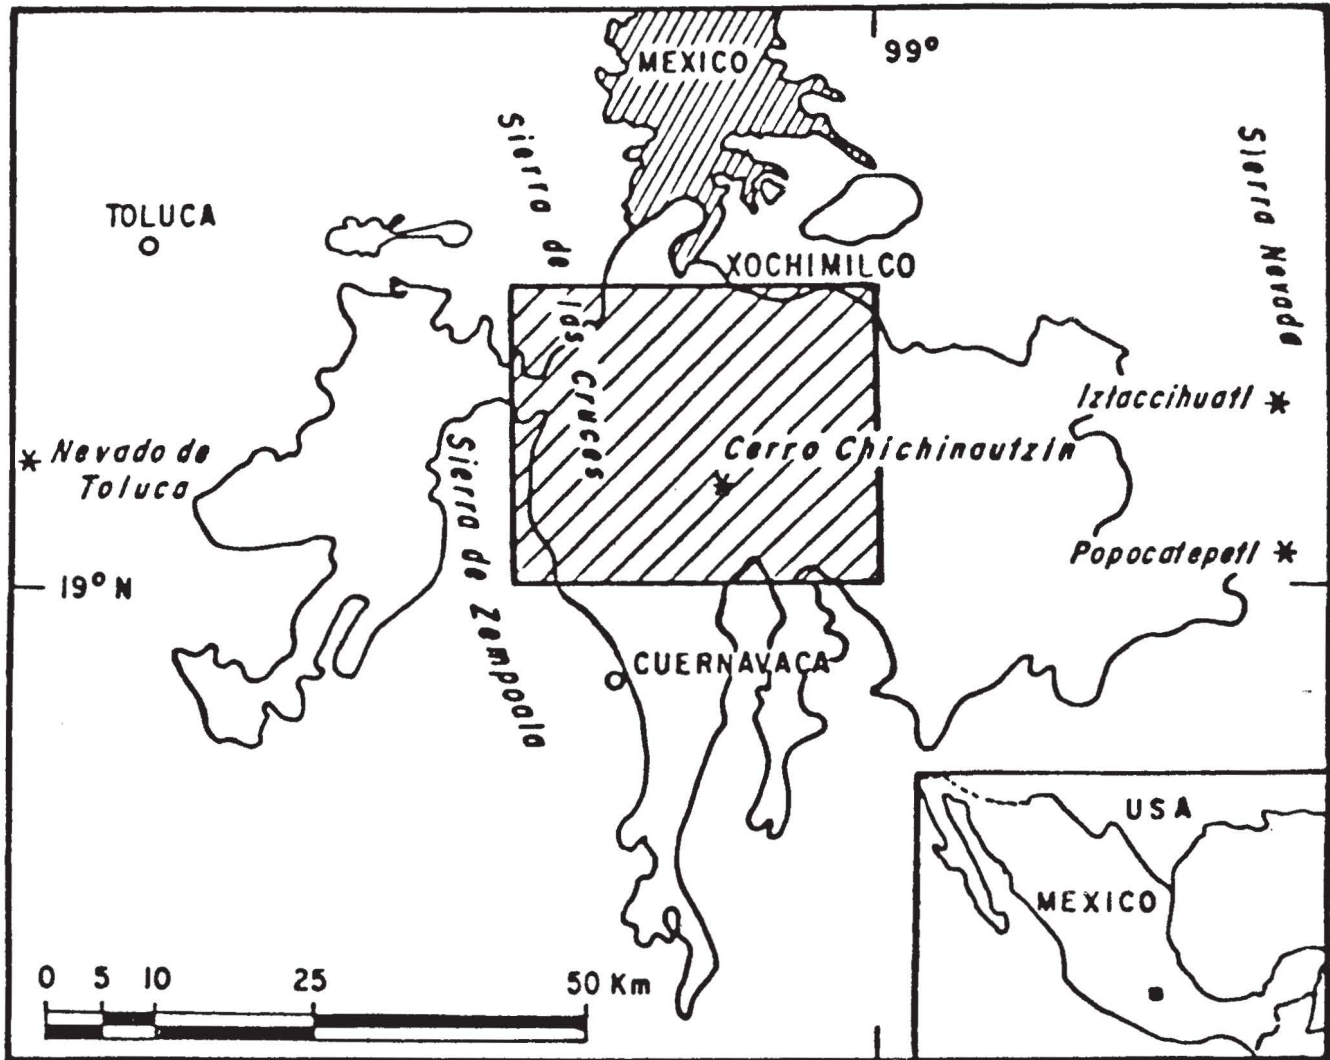 MEXICO
99°
Sierra de las Cruces
Sierra Nevada
TOLUCA
XOCHIMILCO
Iztaccihuatl
Nevado de
Toluca
Cerro Chichinautzin
Sierra de Zempoala
Popocatepetl
19° N
CUERNAVACA
USA
MEXICO
0 5 10 25 50 Km